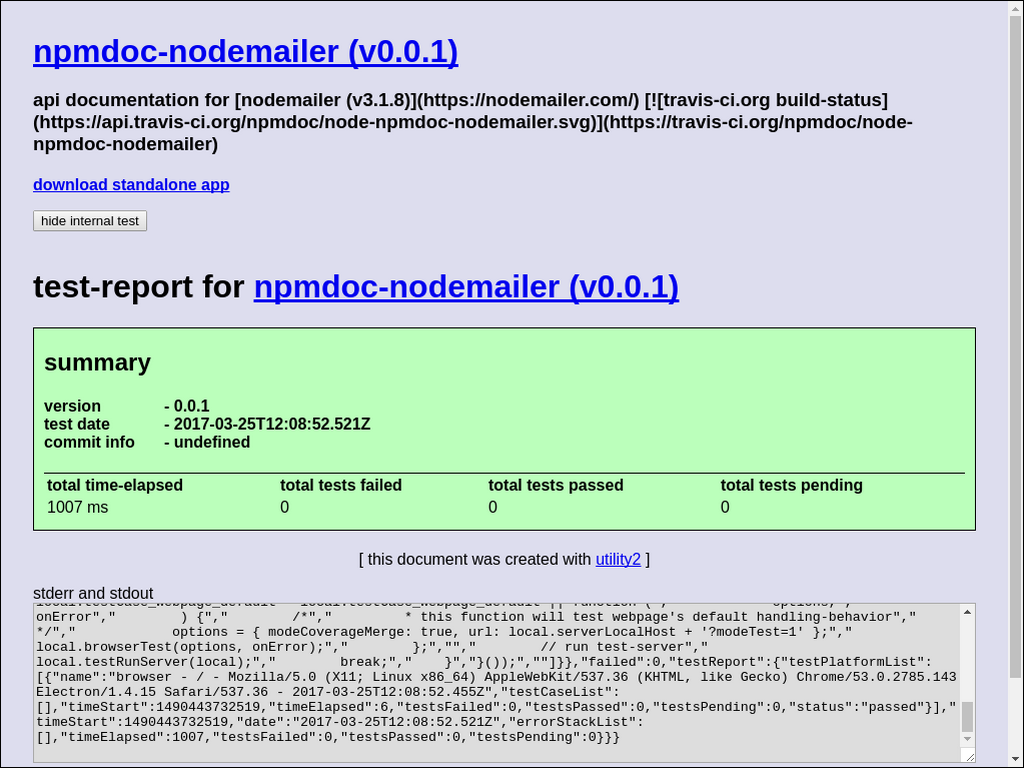 npmdoc-nodemailer (v0.0.1)
api documentation for [nodemailer (v3.1.8)](https://nodemailer.com/) [![travis-ci.org build-status]
(https://api.travis-ci.org/npmdoc/node-npmdoc-nodemailer.svg)](https://travis-ci.org/npmdoc/node-
npmdoc-nodemailer)
download standalone app
hide internal test
test-report for npmdoc-nodemailer (v0.0.1)
summary
version - 0.0.1
test date - 2017-03-25T12:08:52.521Z
commit info - undefined
total time-elapsed total tests failed total tests passed total tests pending
1007 ms 0 0 0
[ this document was created with utility2 ]
stderr and stdout
onError","        ) {","        /*","         * this function will test webpage's default handling-behavior","
*/","            options = { modeCoverageMerge: true, url: local.serverLocalHost + '?modeTest=1' };","
local.browserTest(options, onError);","        };","","        // run test-server","
local.testRunServer(local);","        break;","    }","}());",""]}},"failed":0,"testReport":{"testPlatformList":
[{"name":"browser - / - Mozilla/5.0 (X11; Linux x86_64) AppleWebKit/537.36 (KHTML, like Gecko) Chrome/53.0.2785.143
Electron/1.4.15 Safari/537.36 - 2017-03-25T12:08:52.455Z","testCaseList":
[],"timeStart":1490443732519,"timeElapsed":6,"testsFailed":0,"testsPassed":0,"testsPending":0,"status":"passed"}],"
timeStart":1490443732519,"date":"2017-03-25T12:08:52.521Z","errorStackList":
[],"timeElapsed":1007,"testsFailed":0,"testsPassed":0,"testsPending":0}}}